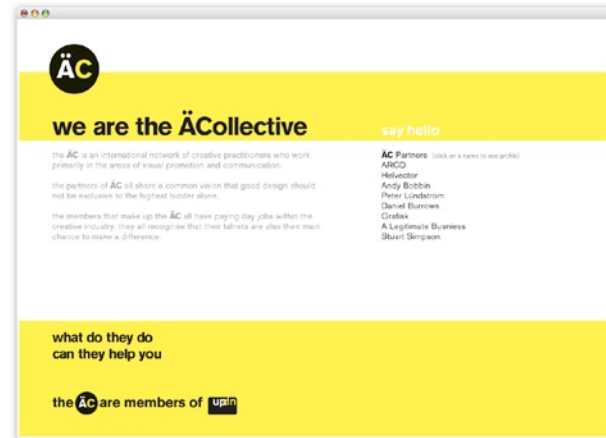 ÄC
we are the ÄCollective
the ÄC is an international network of creative practitioners who work
primarily in the areas of visual promotion and communication.
the partners of ÄC all share a common vision that good design should
not be exclusive to the highest bidder alone.
the members that make up the ÄC all have paying day jobs within the
creative industry, they all recognise that their talnets are also their main
chance to make a difference.
say hello
ÄC Partners (click on a name to see profile)
ARCO
Helvector
Andy Bobbin
Peter Lündstrom
Daniel Burrows
Grafisk
A Legitimate Busniess
Stuart Simpson
what do they do
can they help you
the ÄC are members of